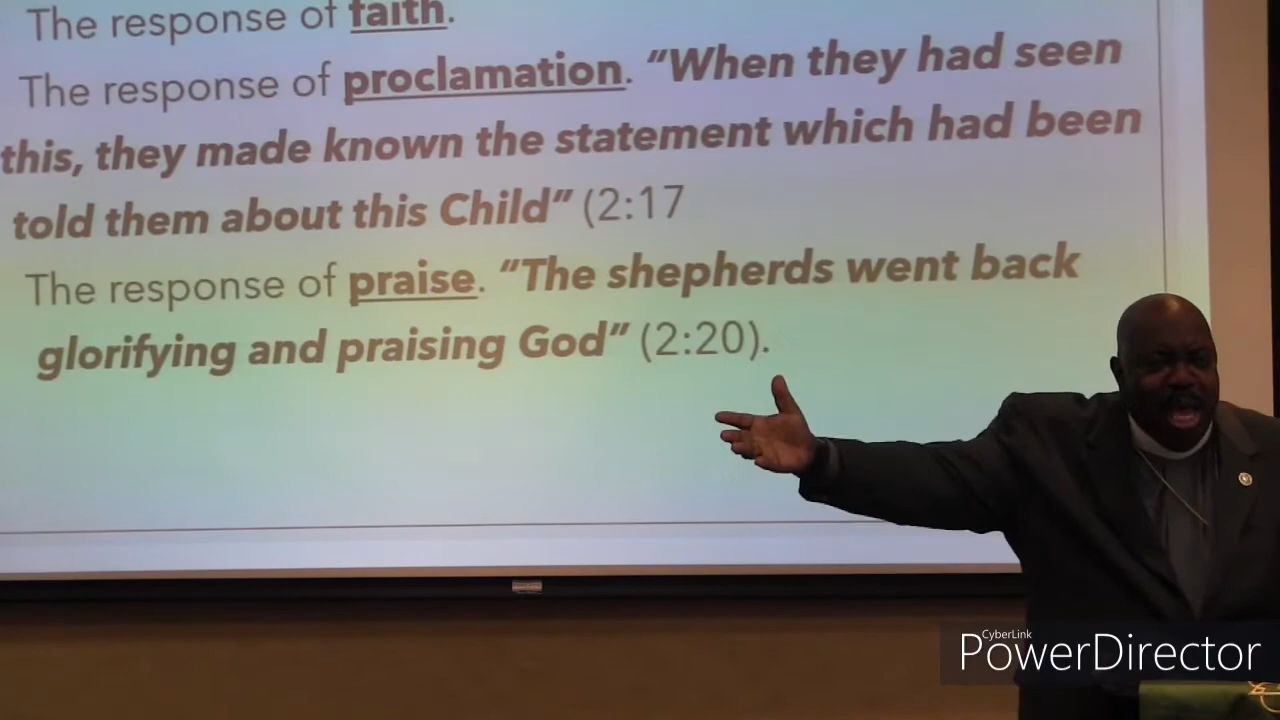 The response of faith.
The response of proclamation. "When they had seen
this, they made known the statement which had been
told them about this Child" (2:17
The response of praise. "The shepherds went back
glorifying and praising God" (2:20).
CyberLink
PowerDirector